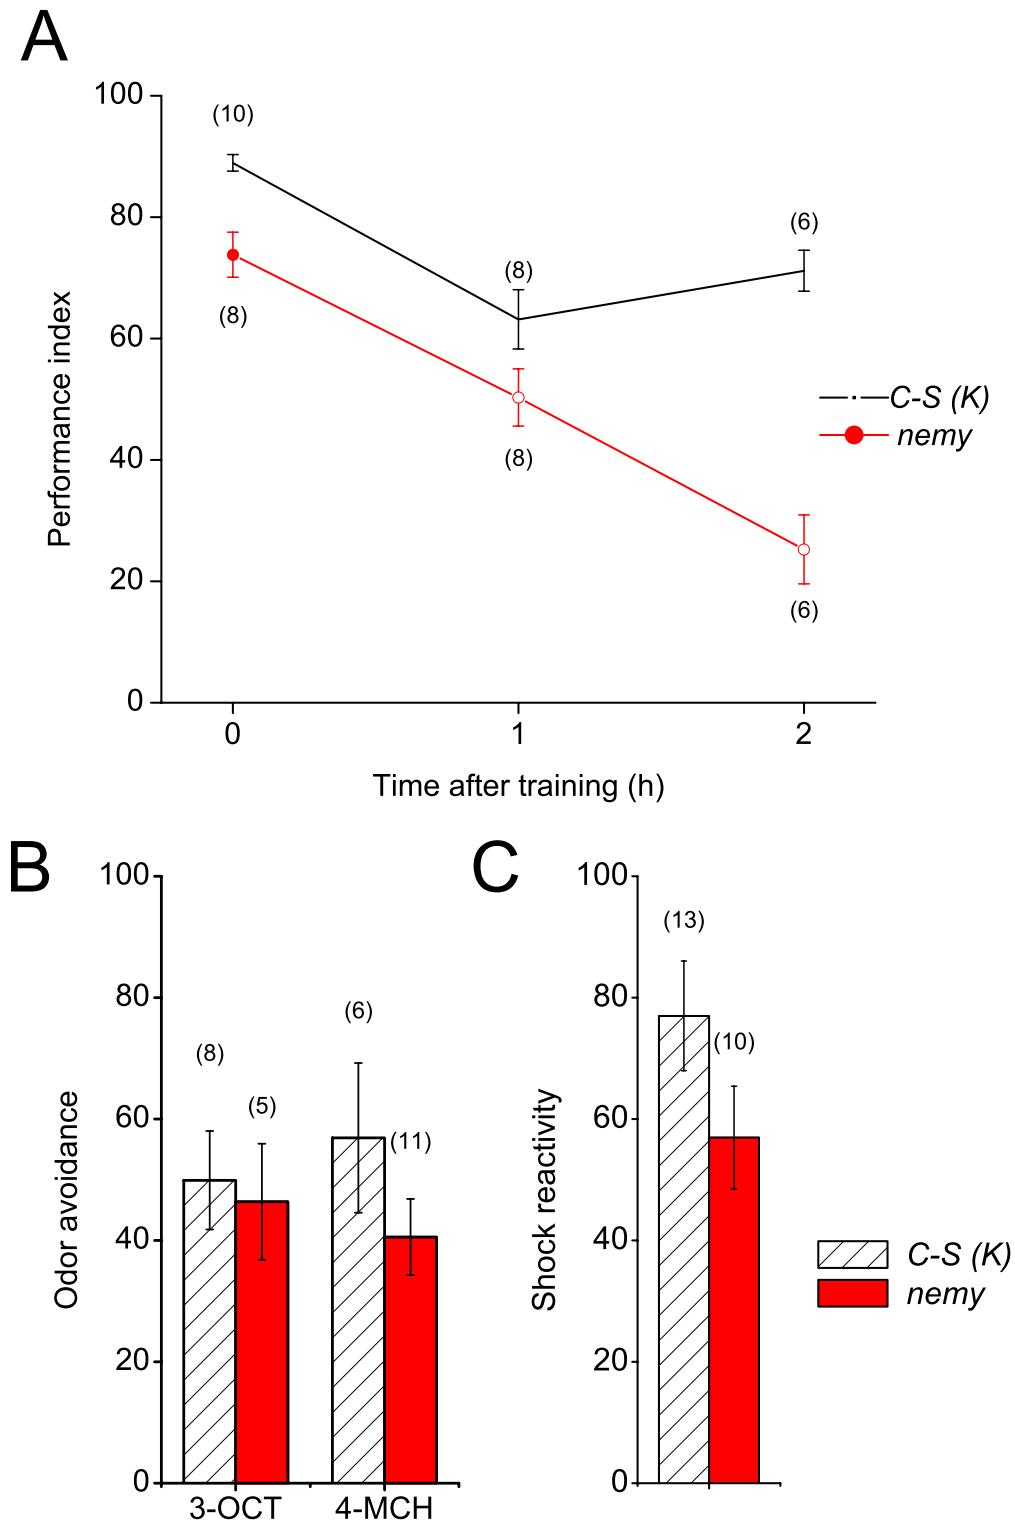 A
100
80
60
40
20
0
Performance index
(10)
(8)
(8)
(8)
(6)
(6)
0 1 2
Time after training (h)
C-S (K)
nemy
B
100
80
60
40
20
0
Odor avoidance
(8)
(5)
(6)
(11)
3-OCT 4-MCH
C
100
80
60
40
20
0
Shock reactivity
(13)
(10)
C-S (K)
nemy